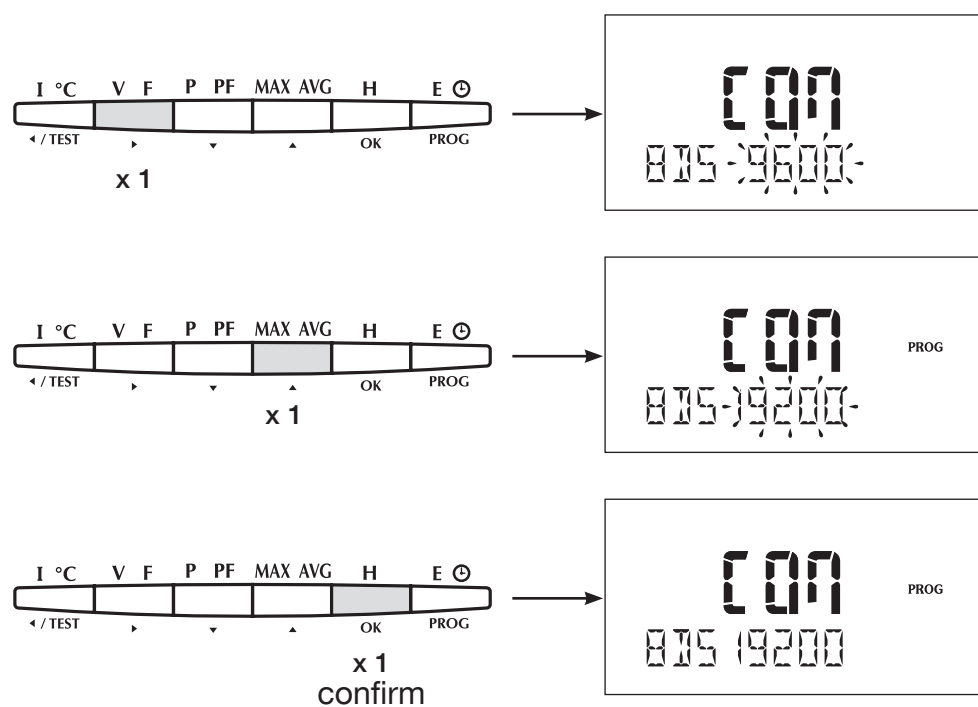 I °C V F P PF MAX AVG H E
/ TEST OK PROG
x 1
COM
BDS 9600
I °C V F P PF MAX AVG H E
/ TEST OK PROG
x 1
COM
PROG
BDS 19200
I °C V F P PF MAX AVG H E
/ TEST OK PROG
x 1
confirm
COM
PROG
BDS 19200